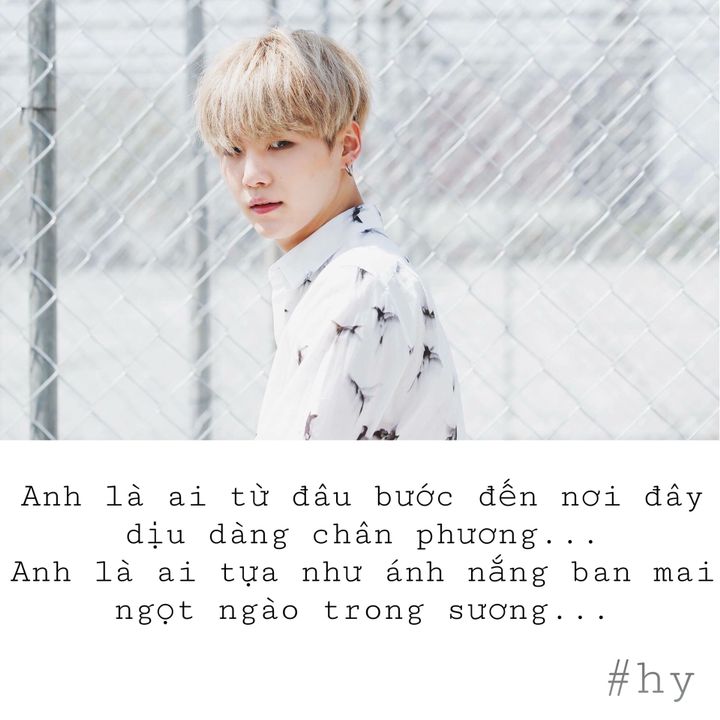 Anh là ai từ đâu bước đến nơi đây
dịu dàng chân phương...
Anh là ai tựa như ánh nắng ban mai
ngọt ngào trong sương...
#hy